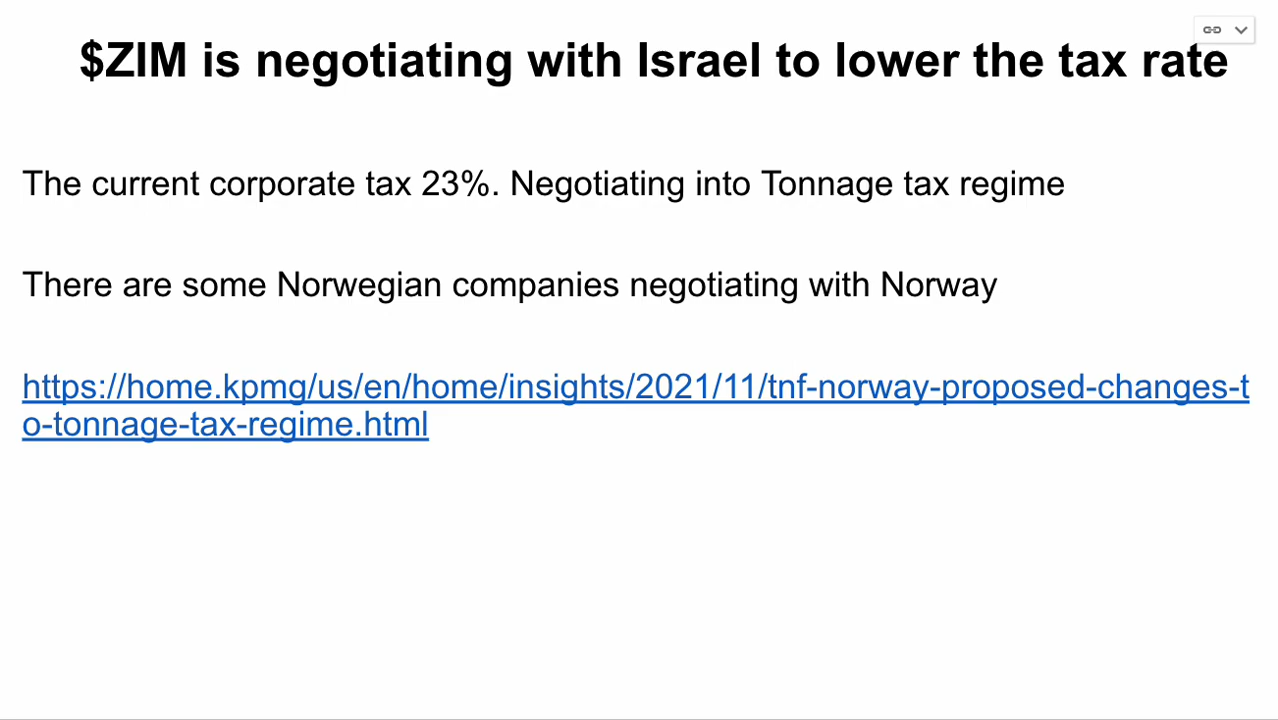 $ZIM is negotiating with Israel to lower the tax rate
The current corporate tax 23%. Negotiating into Tonnage tax regime
There are some Norwegian companies negotiating with Norway
https://home.kpmg/us/en/home/insights/2021/11/tnf-norway-proposed-changes-t
o-tonnage-tax-regime.html